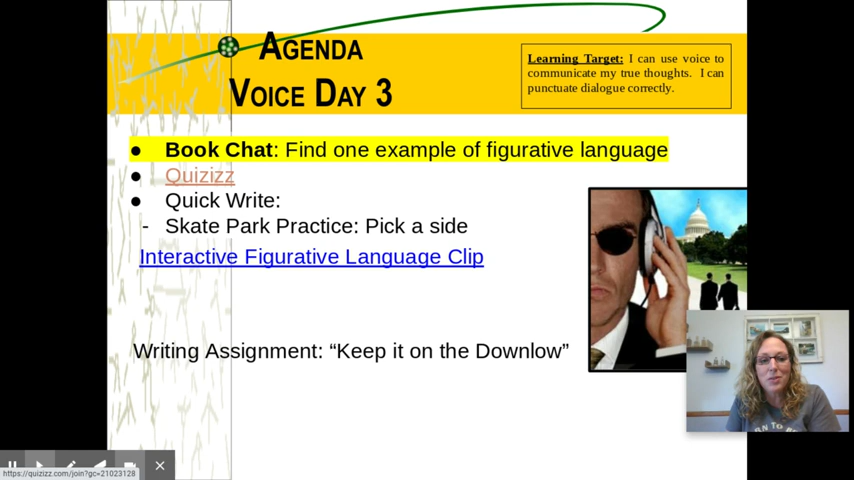 AGENDA
VOICE DAY 3
Learning Target: I can use voice to
communicate my true thoughts. I can
punctuate dialogue correctly.
● Book Chat: Find one example of figurative language
● Quizizz
● Quick Write:
- Skate Park Practice: Pick a side
Interactive Figurative Language Clip
Writing Assignment: “Keep it on the Downlow”
https://quizizz.com/join?gc=21023128